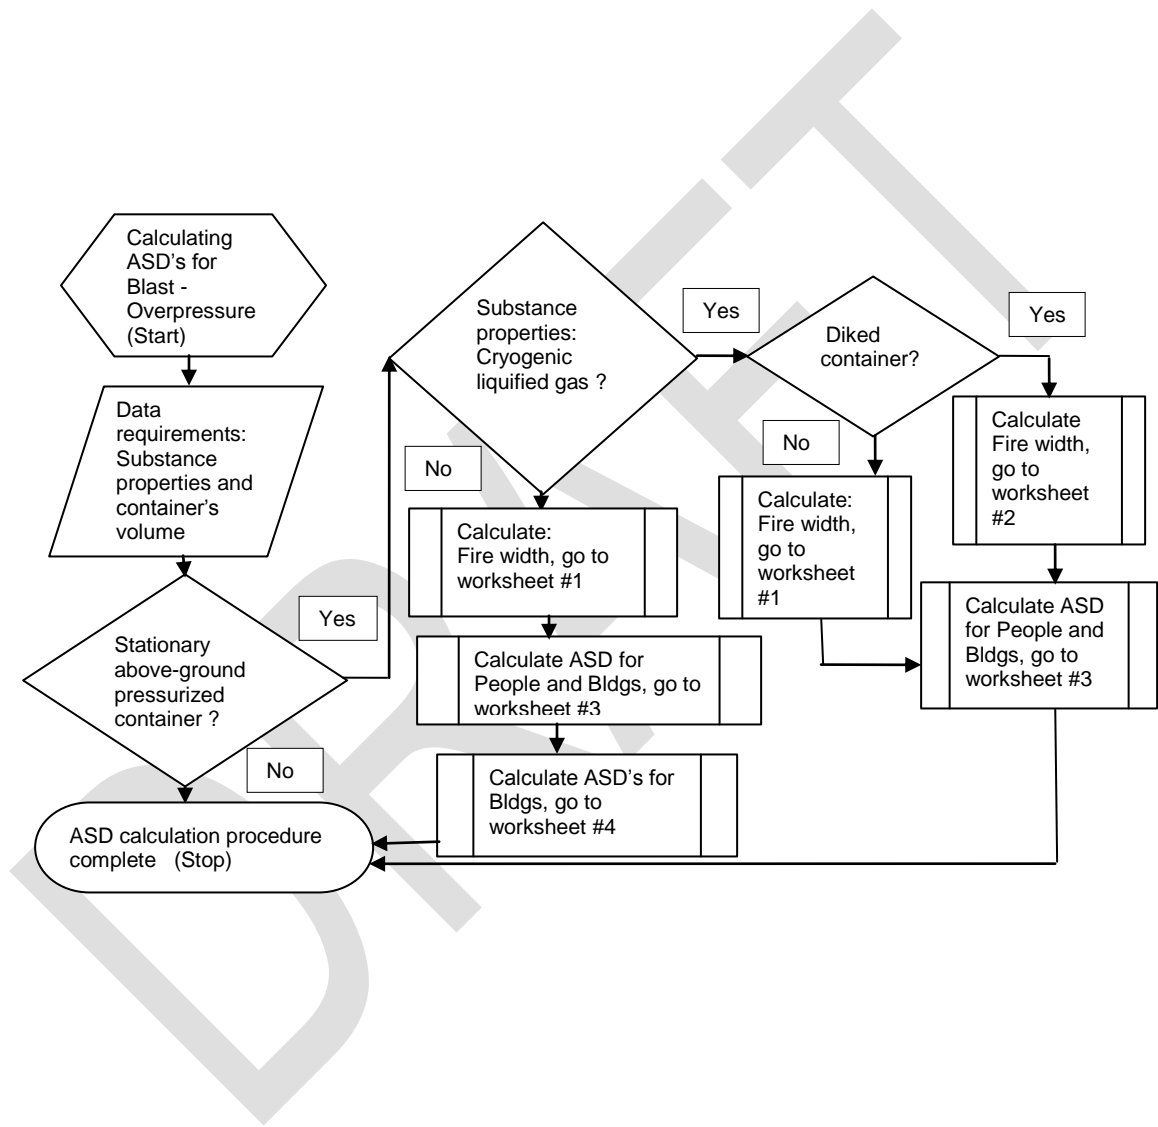 Calculating
ASD's for
Blast -
Overpressure
(Start)
Data
requirements:
Substance
properties and
container's
volume
Stationary
above-ground
pressurized
container ?
Yes
No
ASD calculation procedure
complete (Stop)
Substance
properties:
Cryogenic
liquified gas ?
Yes
No
Calculate:
Fire width, go to
worksheet #1
Calculate ASD for
People and Bldgs, go to
worksheet #3
Calculate ASD's for
Bldgs, go to
worksheet #4
Diked
container?
Yes
No
Calculate:
Fire width,
go to
worksheet
#1
Calculate
Fire width,
go to
worksheet
#2
Calculate ASD
for People and
Bldgs, go to
worksheet #3
DRAFT